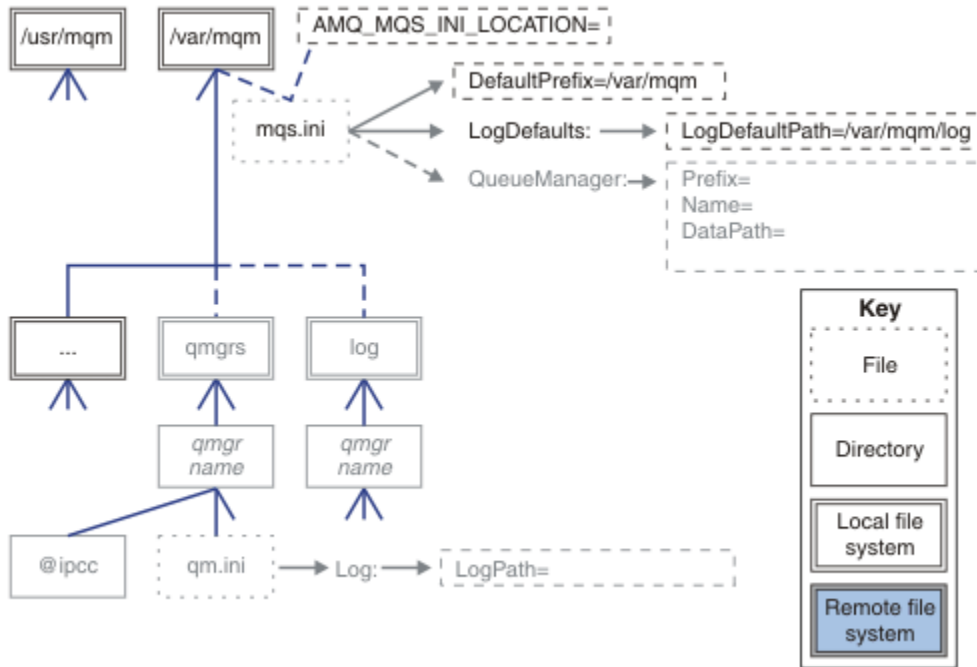 /usr/mqm
/var/mqm
AMQ_MQS_INI_LOCATION=
mqs.ini
DefaultPrefix=/var/mqm
LogDefaults:
LogDefaultPath=/var/mqm/log
QueueManager:
Prefix=
Name=
DataPath=
...
qmgrs
log
qmgr
name
qmgr
name
@ipcc
qm.ini
Log:
LogPath=
Key
File
Directory
Local file
system
Remote file
system